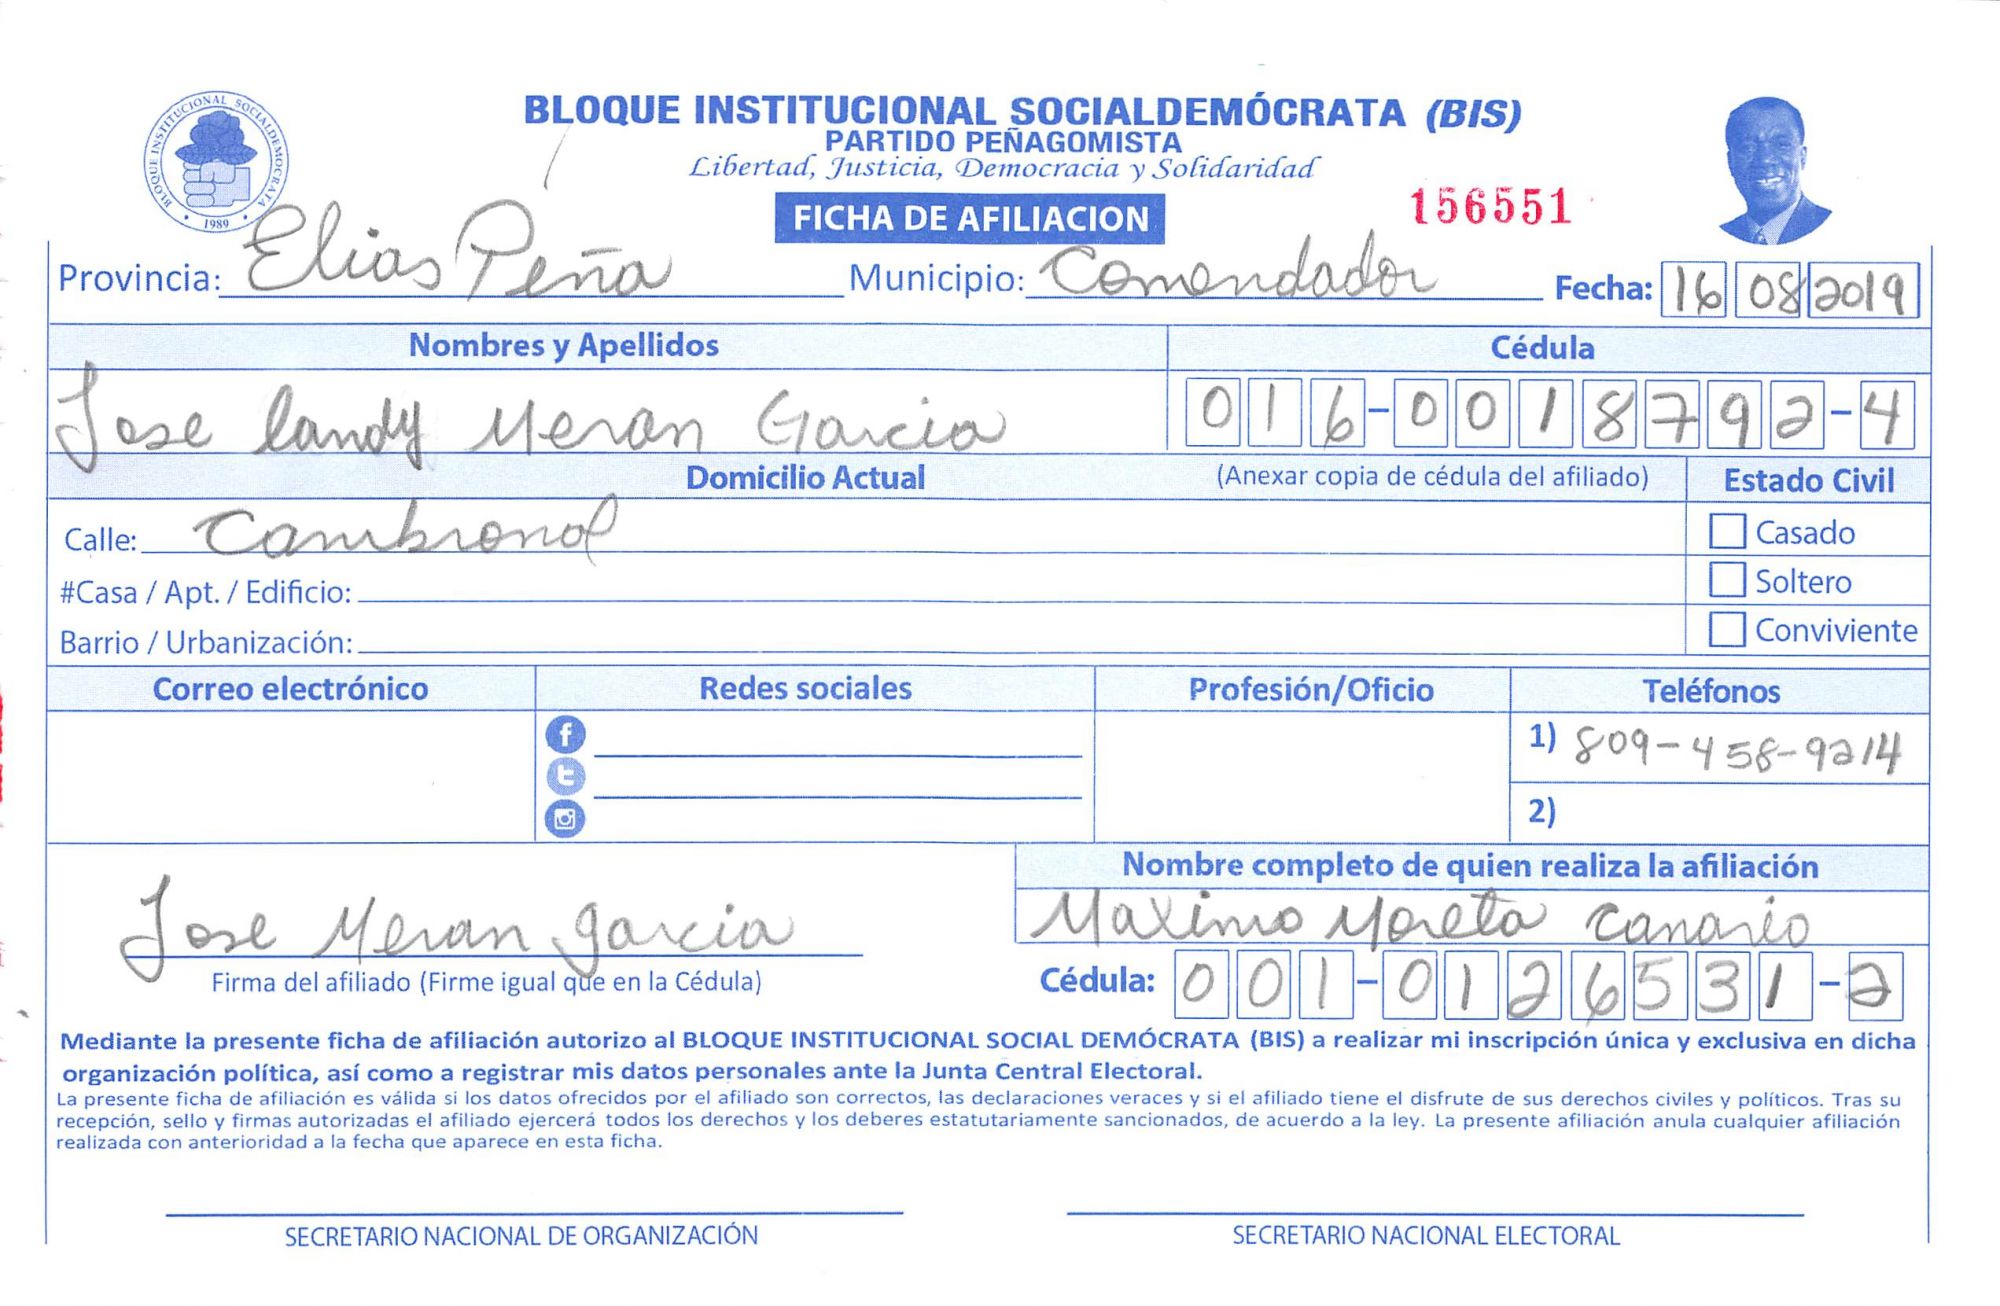 BLOQUE INSTITUCIONAL SOCIALDEMÓCRATA (BIS)
PARTIDO PEÑAGOMISTA
Libertad, Justicia, Democracia y Solidaridad
BLOQUE INSTITUCIONAL SOCIALDEMOCRATA
• 1989 •
FICHA DE AFILIACION
156551
Provincia: Elias Peña Municipio: Comendador Fecha: 16 08 2019
Nombres y Apellidos Cédula
Jose landy Meran Garcia 016-0018792-4
Domicilio Actual (Anexar copia de cédula del afiliado) Estado Civil
Calle: Cambronal Casado
#Casa / Apt. / Edificio: Soltero
Barrio / Urbanización: Conviviente
Correo electrónico Redes sociales Profesión/Oficio Teléfonos
1) 809-458-9214
2)
Nombre completo de quien realiza la afiliación
Jose Meran garcia Maximo Moreta Canario
Firma del afiliado (Firme igual que en la Cédula) Cédula: 001-0126531-2
Mediante la presente ficha de afiliación autorizo al BLOQUE INSTITUCIONAL SOCIAL DEMÓCRATA (BIS) a realizar mi inscripción única y exclusiva en dicha
organización política, así como a registrar mis datos personales ante la Junta Central Electoral.
La presente ficha de afiliación es válida si los datos ofrecidos por el afiliado son correctos, las declaraciones veraces y si el afiliado tiene el disfrute de sus derechos civiles y políticos. Tras su
recepción, sello y firmas autorizadas el afiliado ejercerá todos los derechos y los deberes estatutariamente sancionados, de acuerdo a la ley. La presente afiliación anula cualquier afiliación
realizada con anterioridad a la fecha que aparece en esta ficha.
SECRETARIO NACIONAL DE ORGANIZACIÓN SECRETARIO NACIONAL ELECTORAL